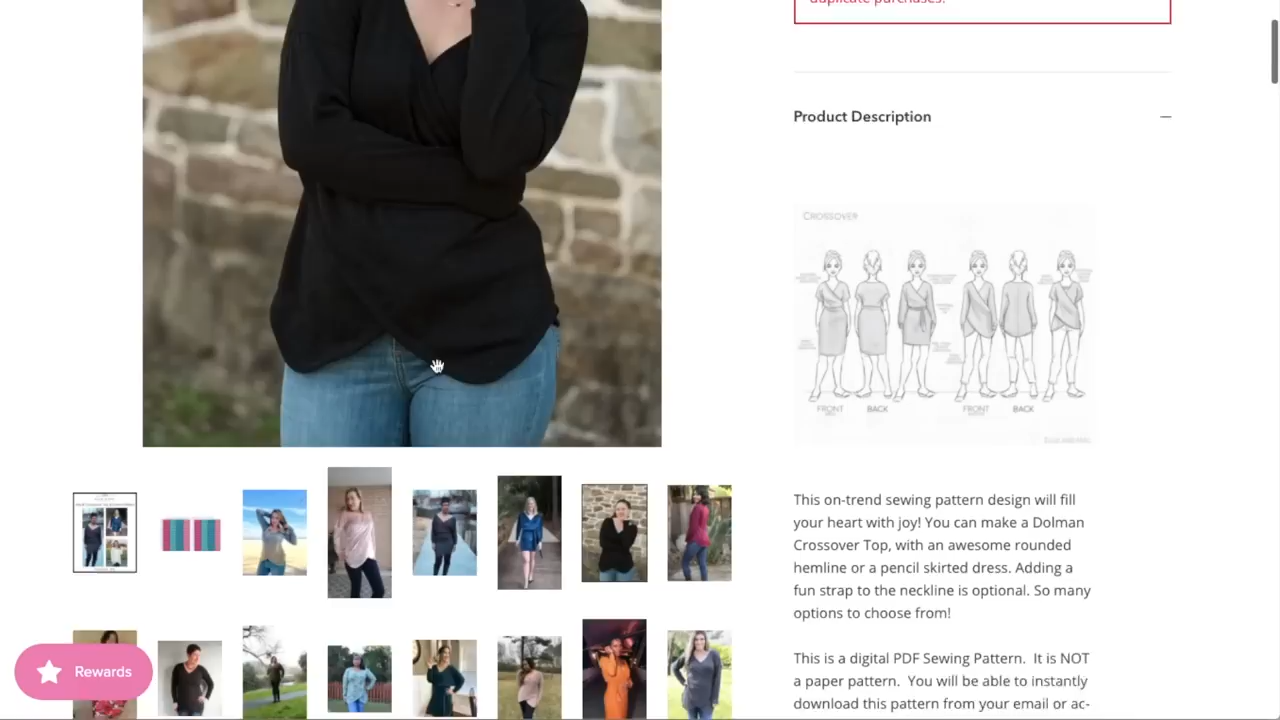 duplicate purchases!
Product Description
CROSSOVER
FRONT
BACK
FRONT
BACK
This on-trend sewing pattern design will fill
your heart with joy! You can make a Dolman
Crossover Top, with an awesome rounded
hemline or a pencil skirted dress. Adding a
fun strap to the neckline is optional. So many
options to choose from!
This is a digital PDF Sewing Pattern. It is NOT
a paper pattern. You will be able to instantly
download this pattern from your email or ac-
Rewards